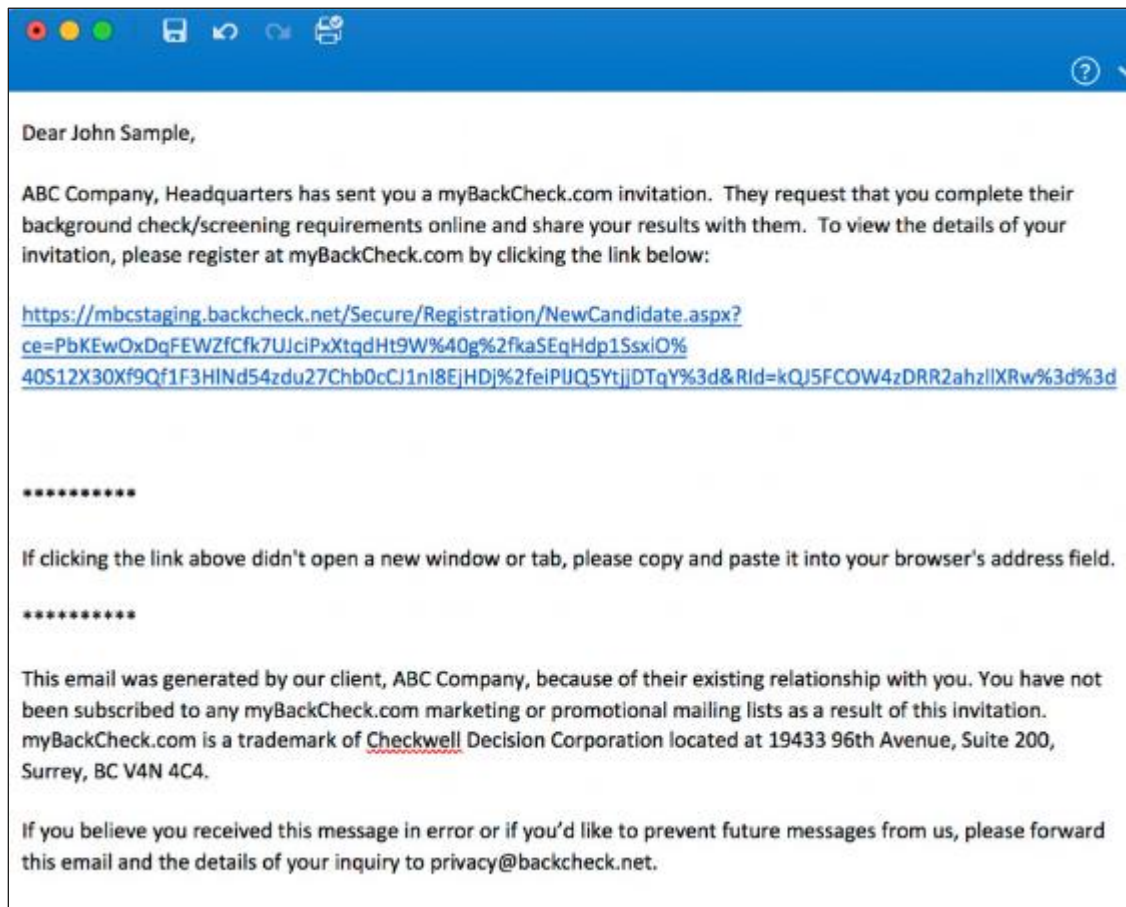 Dear John Sample,
ABC Company, Headquarters has sent you a myBackCheck.com invitation.  They request that you complete their
background check/screening requirements online and share your results with them.  To view the details of your
invitation, please register at myBackCheck.com by clicking the link below:
https://mbcstaging.backcheck.net/Secure/Registration/NewCandidate.aspx?
ce=PbKEwOxDqFEWZfCfk7UJciPxXtqdHt9W%40g%2fkaSEqHdp1SsxiO%
40S12X30Xf9Qf1F3HlNd54zdu27Chb0cCJ1nI8EjHDj%2feiPlJQ5YtjjDTqY%3d&RId=kQJ5FCOW4zDRR2ahzllXRw%3d%3d
**********
If clicking the link above didn't open a new window or tab, please copy and paste it into your browser's address field.
**********
This email was generated by our client, ABC Company, because of their existing relationship with you. You have not
been subscribed to any myBackCheck.com marketing or promotional mailing lists as a result of this invitation.
myBackCheck.com is a trademark of Checkwell Decision Corporation located at 19433 96th Avenue, Suite 200,
Surrey, BC V4N 4C4.
If you believe you received this message in error or if you’d like to prevent future messages from us, please forward
this email and the details of your inquiry to privacy@backcheck.net.